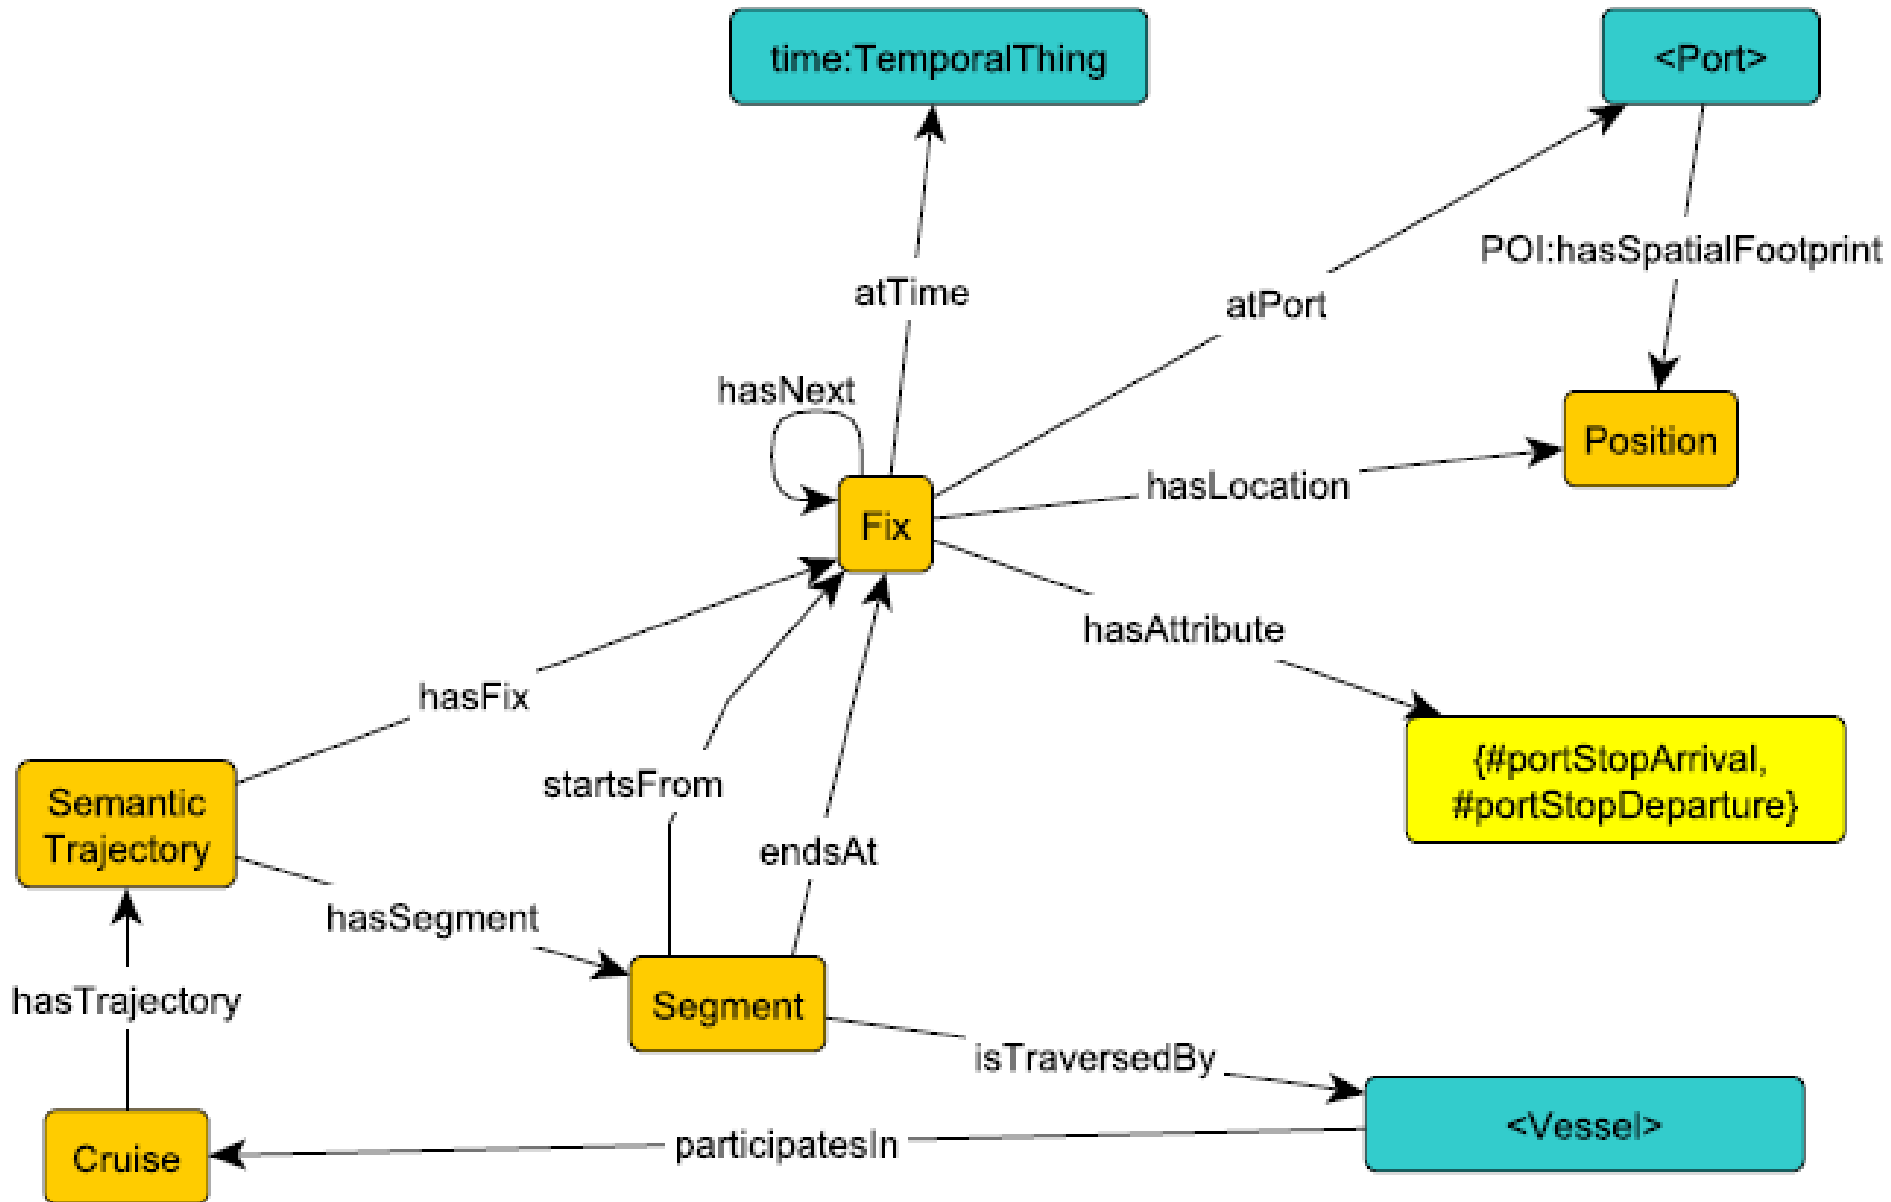 time:TemporalThing
<Port>
POI:hasSpatialFootprint
atTime
atPort
hasNext
Position
hasLocation
Fix
hasAttribute
hasFix
{#portStopArrival,
#portStopDeparture}
startsFrom
Semantic
Trajectory
endsAt
hasSegment
hasTrajectory
Segment
isTraversedBy
<Vessel>
participatesIn
Cruise